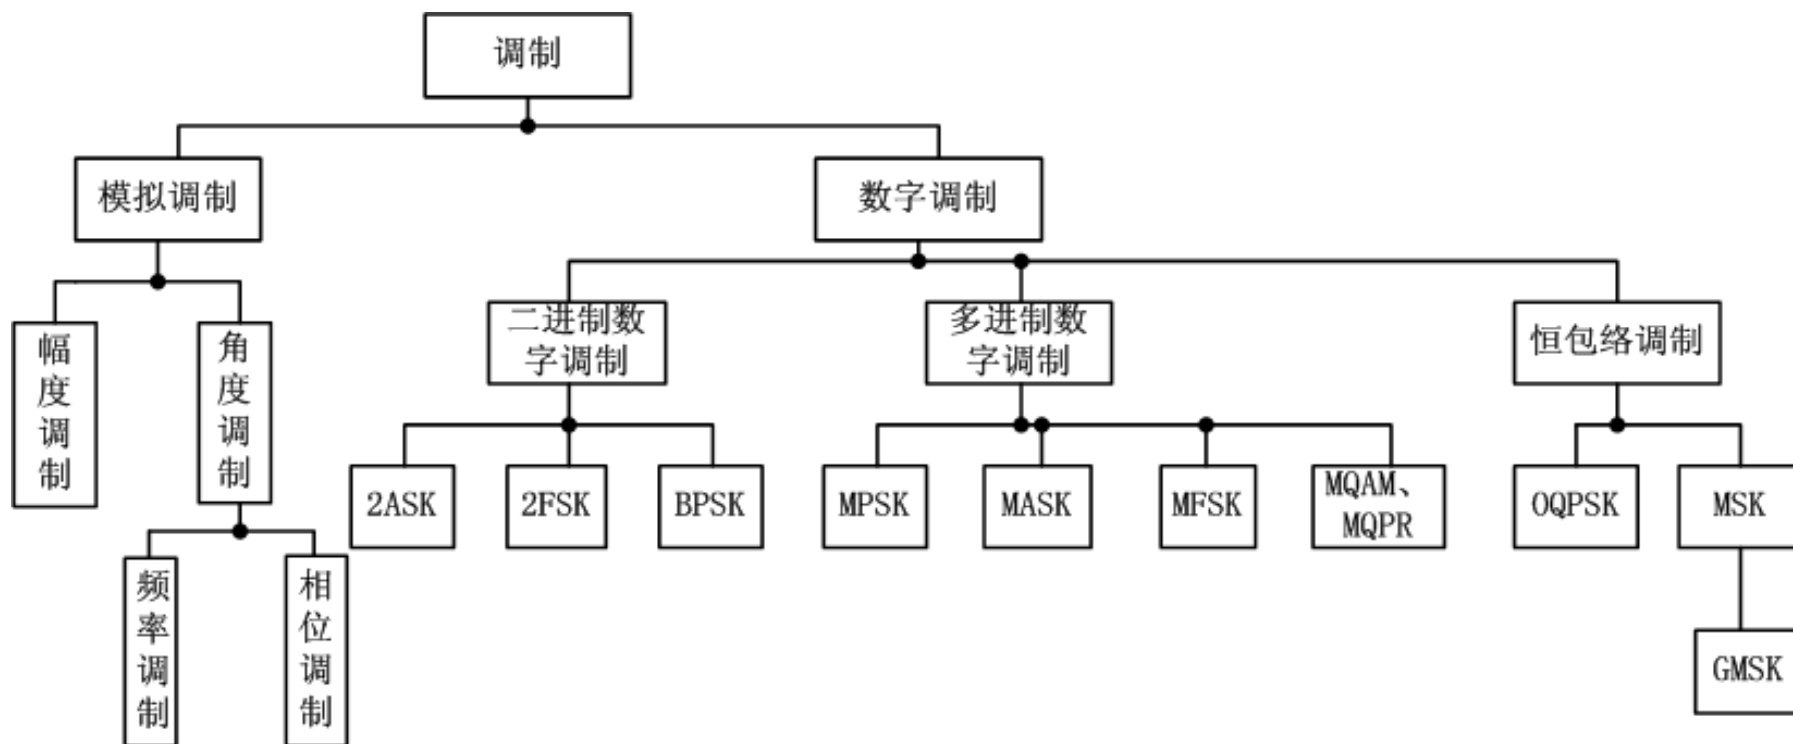 调制
模拟调制
数字调制
二进制数
字调制
多进制数
字调制
恒包络调制
幅度调制
角度调制
2ASK
2FSK
BPSK
MPSK
MASK
MFSK
MQAM、
MQPR
OQPSK
MSK
频率调制
相位调制
GMSK